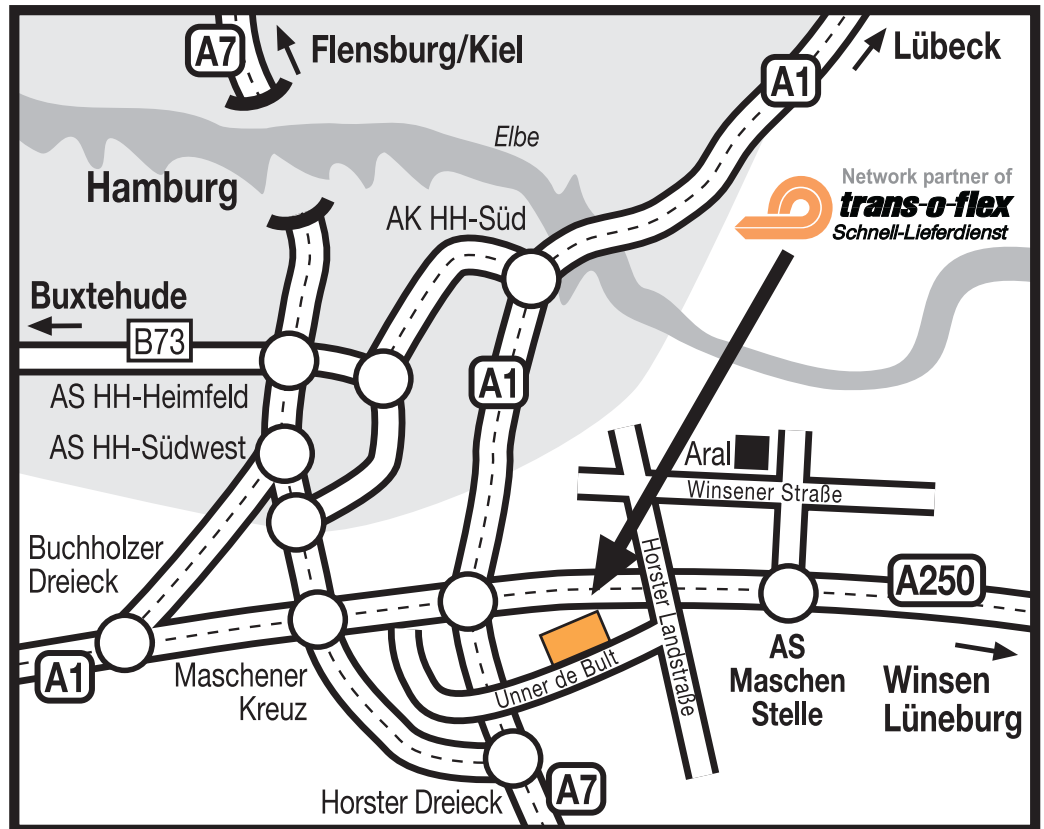 A7
Flensburg/Kiel
A1
Lübeck
Elbe
Hamburg
Network partner of
trans-o-flex
Schnell-Lieferdienst
AK HH-Süd
Buxtehude
B73
A1
AS HH-Heimfeld
AS HH-Südwest
Aral
Winsener Straße
Buchholzer
Dreieck
Horster Landstraße
A250
A1
Maschener
Kreuz
Unner de Bult
AS
Maschen
Stelle
Winsen
Lüneburg
Horster Dreieck
A7